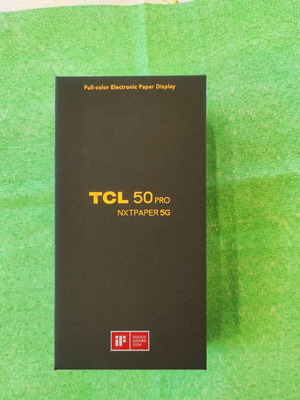 Full-color Electronic Paper Display
TCL 50 PRO
NXTPAPER 5G
iF
DESIGN
AWARD
2024